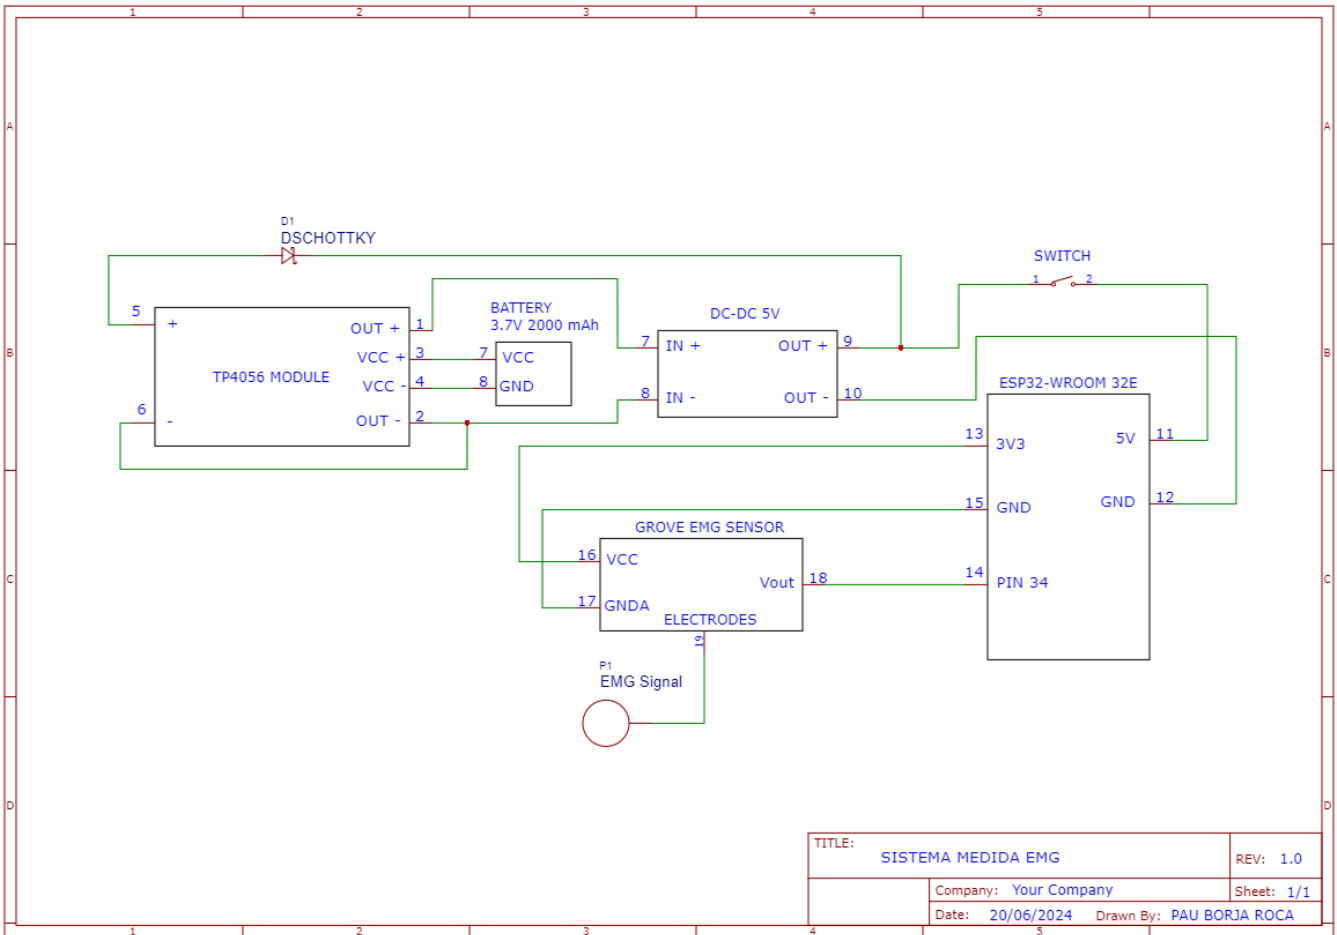 1 2 3 4 5
A A
D1
DSCHOTTKY
SWITCH
1 2
BATTERY
3.7V 2000 mAh
DC-DC 5V
5 + OUT + 1
7 IN + OUT + 9
B B
VCC + 3 7 VCC
TP4056 MODULE
VCC - 4 8 GND
ESP32-WROOM 32E
8 IN - OUT - 10
6 - OUT - 2
13 3V3 5V 11
15 GND GND 12
GROVE EMG SENSOR
16 VCC
Vout 18 14 PIN 34
C C
17 GNDA
ELECTRODES
19
P1
EMG Signal
D D
TITLE:
SISTEMA MEDIDA EMG
REV: 1.0
Company: Your Company
Sheet: 1/1
Date: 20/06/2024 Drawn By: PAU BORJA ROCA
1 2 3 4 5